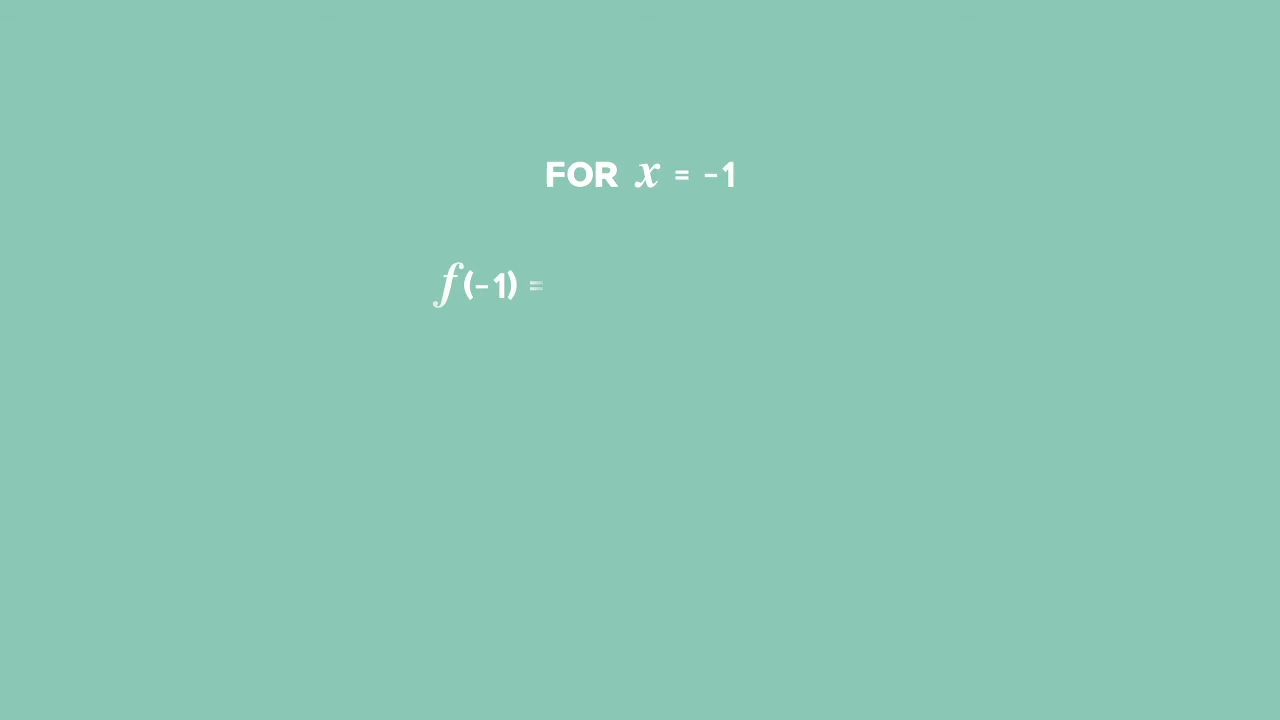 FOR x = -1
f(-1) =